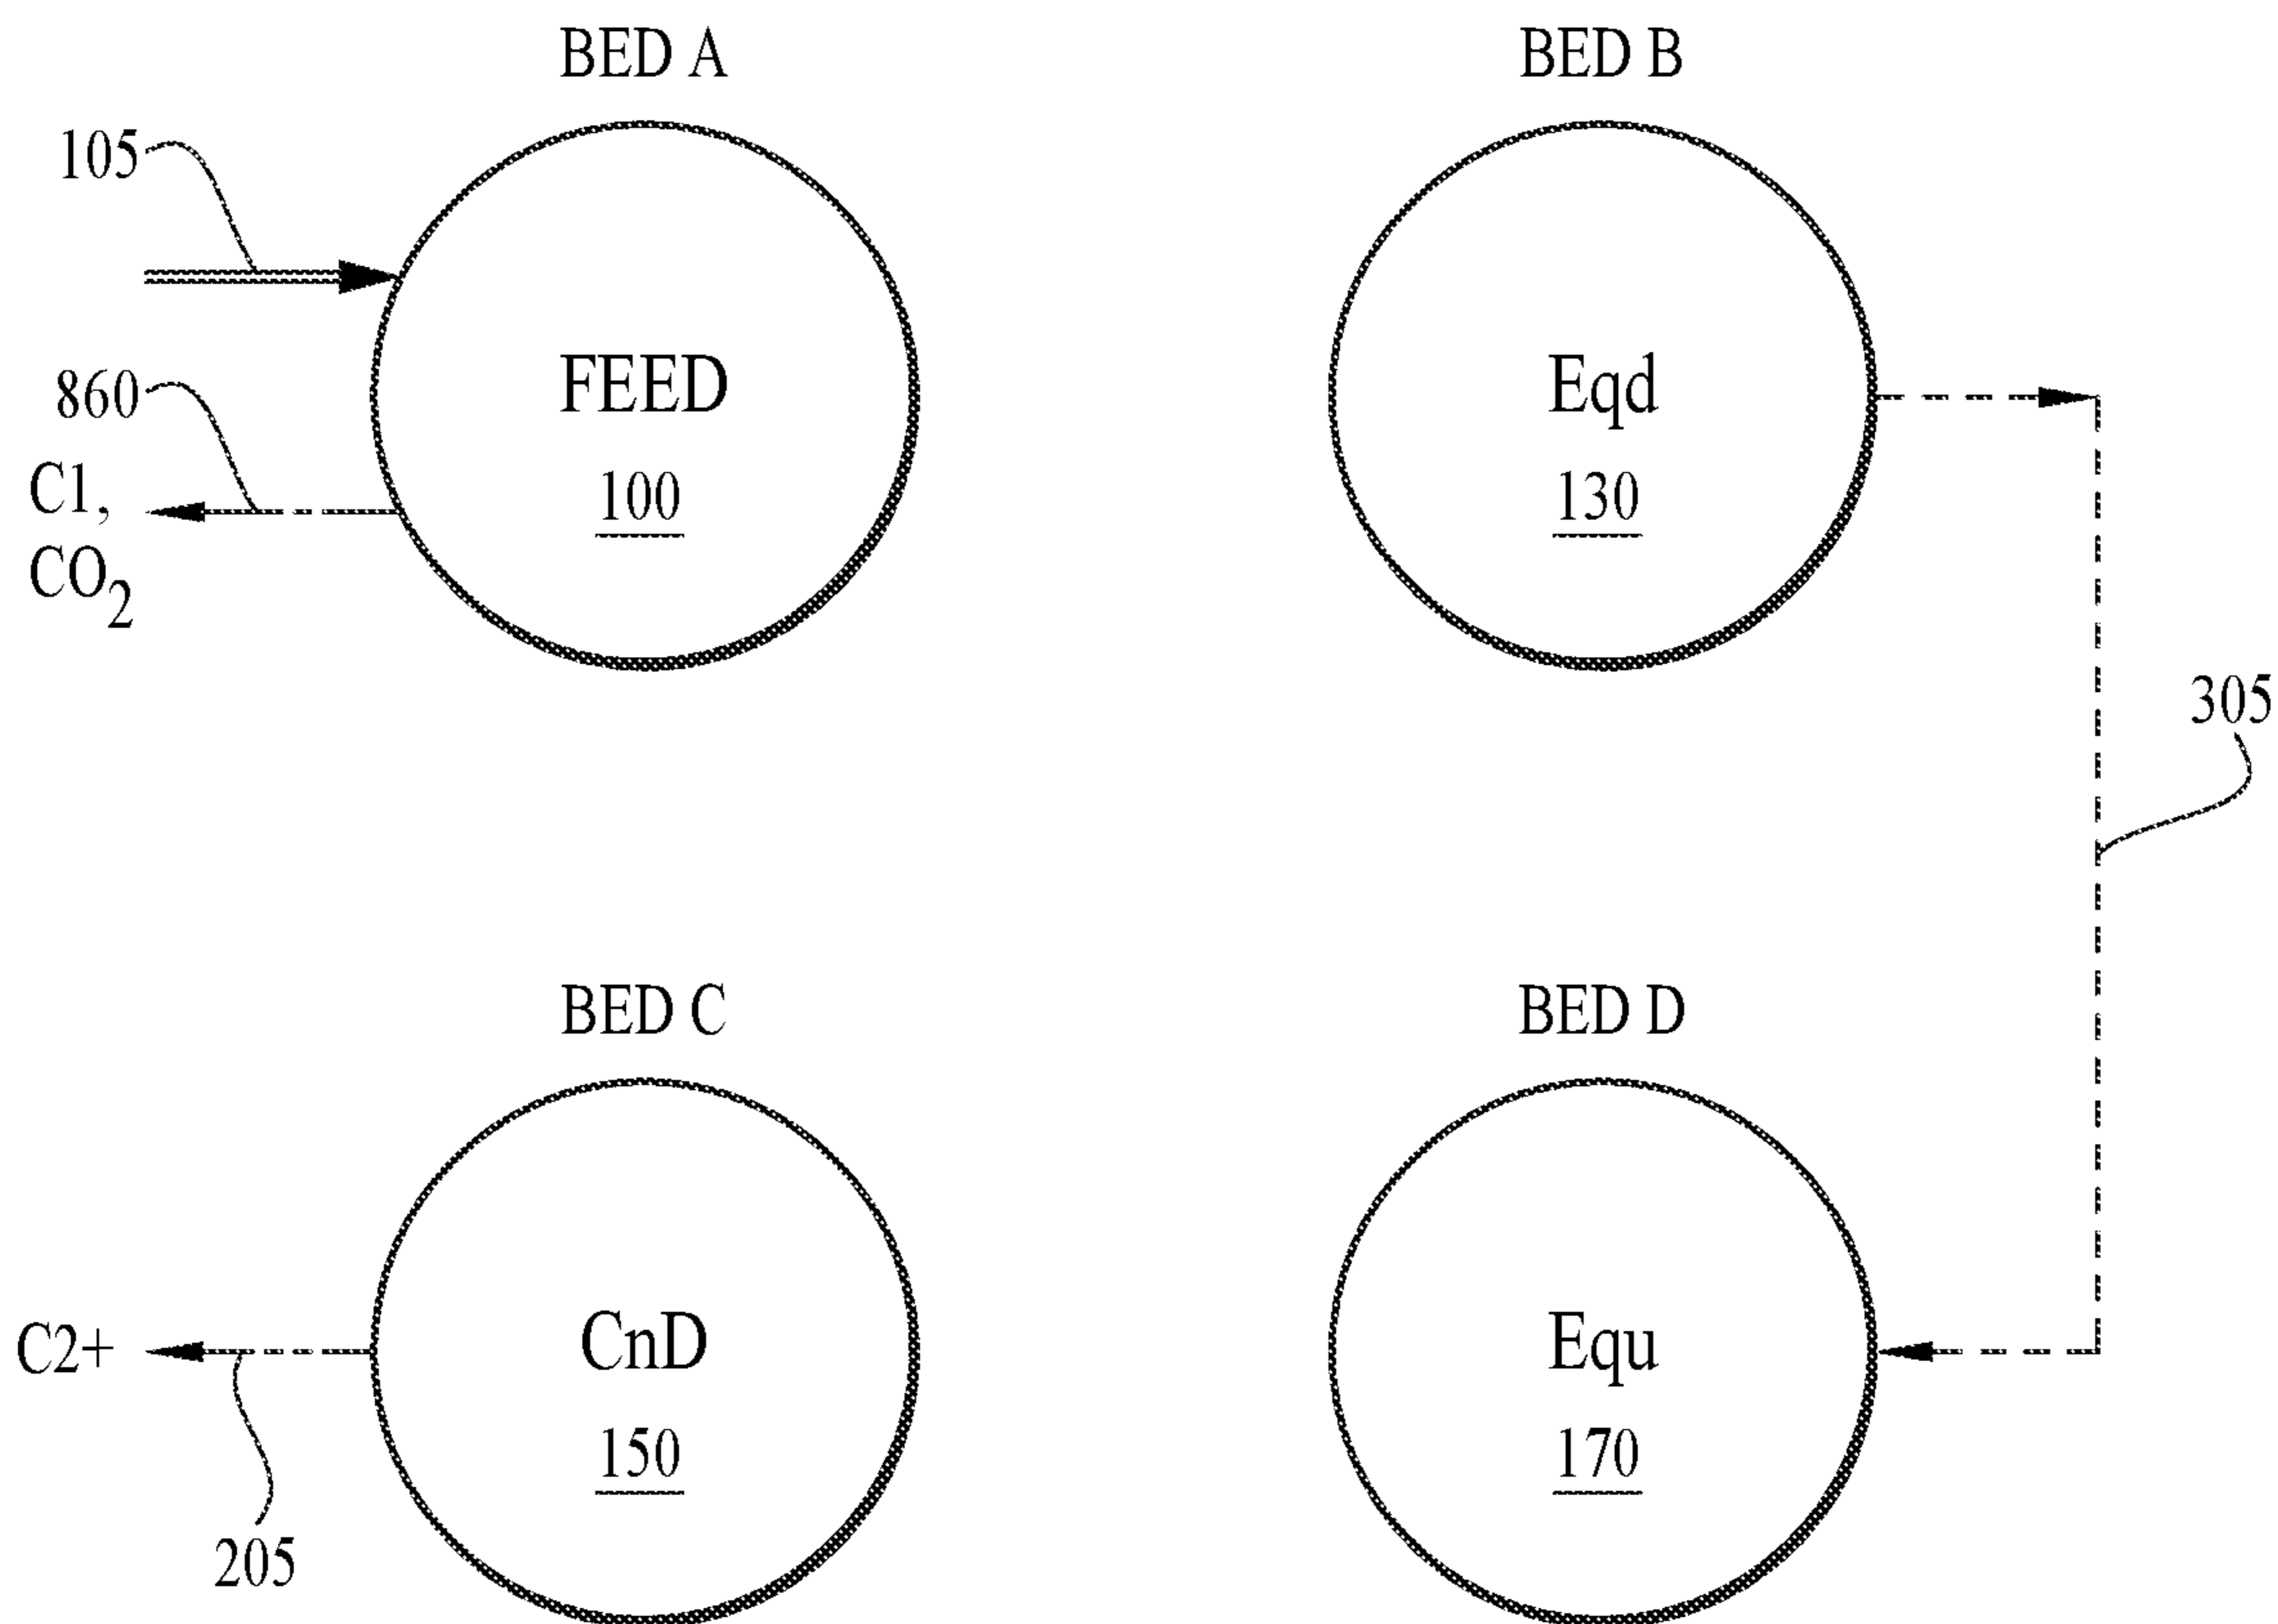 BED A
BED B
105
860
C1,
CO2
FEED
100
Eqd
130
305
BED C
BED D
C2+
CnD
150
Equ
170
205